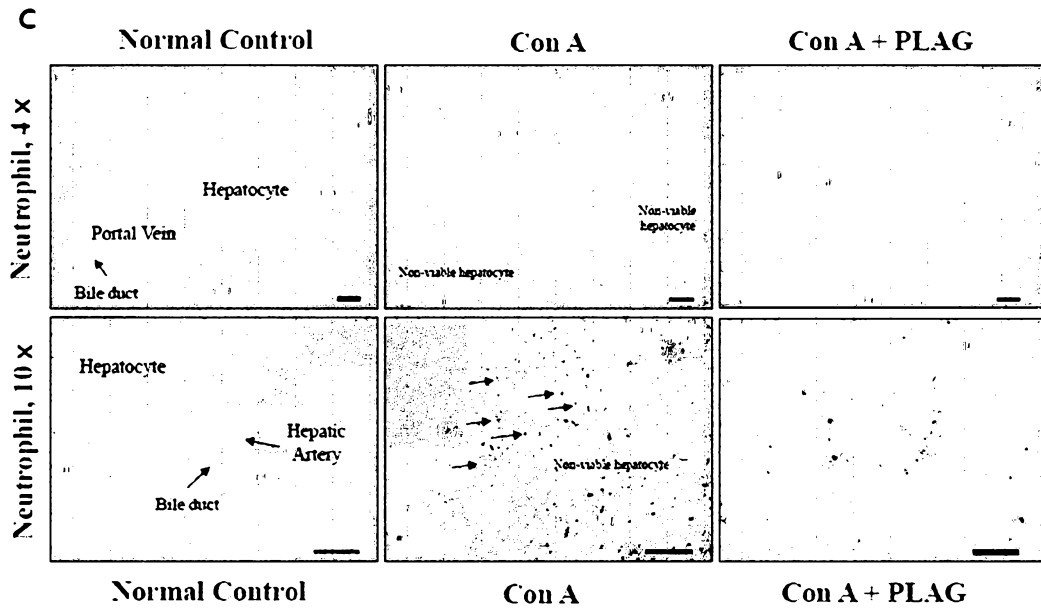 C
Normal Control
Con A
Con A + PLAG
Neutrophil, 4 x
Hepatocyte
Portal Vein
Bile duct
Non-viable
hepatocyte
Non-viable hepatocyte
Neutrophil, 10 x
Hepatocyte
Hepatic
Artery
Bile duct
Non-viable hepatocyte
Normal Control
Con A
Con A + PLAG